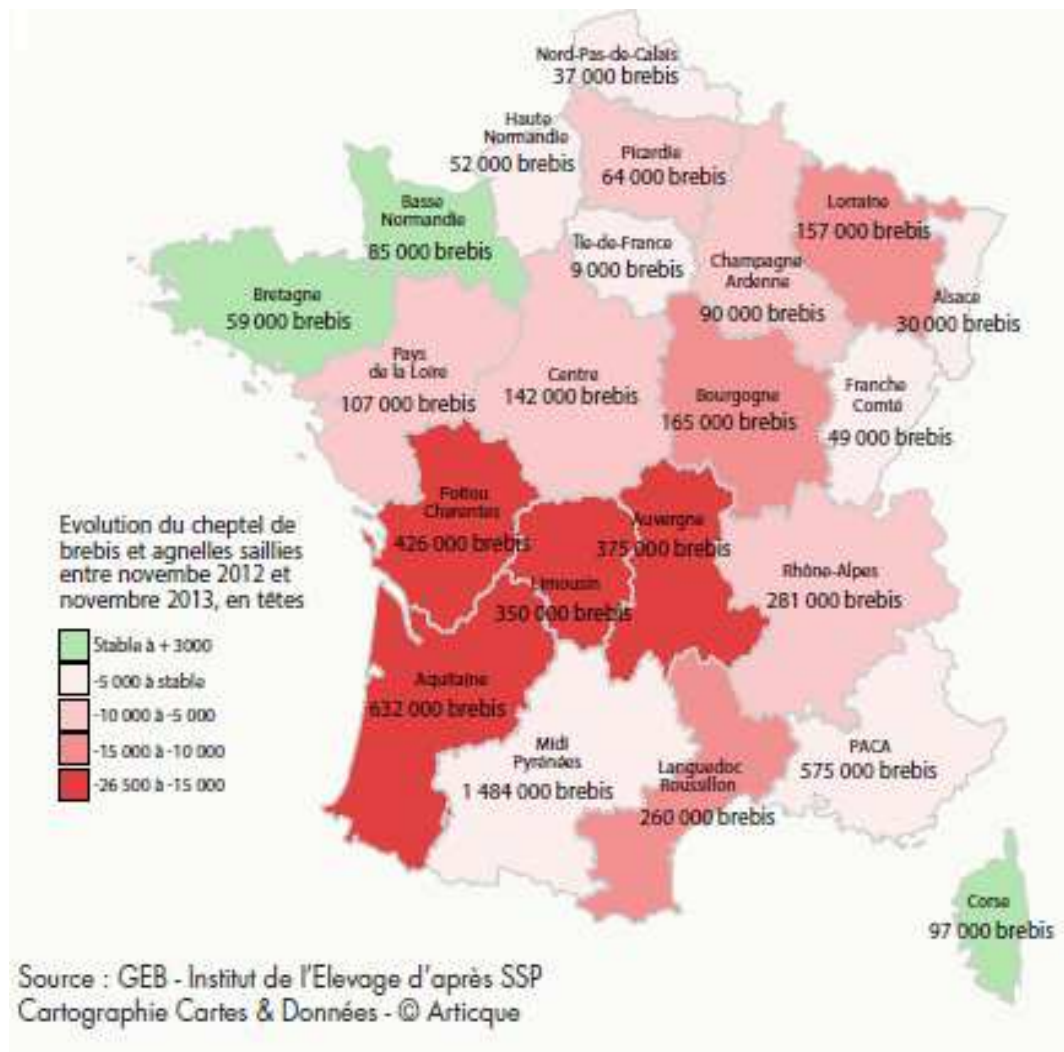 Nord-Pas-de-Calais
37 000 brebis
Haute
Normandie
52 000 brebis
Picardie
64 000 brebis
Basse
Normandie
85 000 brebis
Île-de-France
9 000 brebis
Champagne
Ardenne
90 000 brebis
Lorraine
157 000 brebis
Alsace
30 000 brebis
Bretagne
59 000 brebis
Pays
de la Loire
107 000 brebis
Centre
142 000 brebis
Bourgogne
165 000 brebis
Franche
Comté
49 000 brebis
Poitou
Charentes
426 000 brebis
Limousin
350 000 brebis
Auvergne
375 000 brebis
Rhône-Alpes
281 000 brebis
Aquitaine
632 000 brebis
Midi
Pyrénées
1 484 000 brebis
Languedoc
Roussillon
260 000 brebis
PACA
575 000 brebis
Corse
97 000 brebis
Evolution du cheptel de
brebis et agnelles saillies
entre novembe 2012 et
novembre 2013, en têtes
Stable à + 3000
-5 000 à stable
-10 000 à -5 000
-15 000 à -10 000
-26 500 à -15 000
Source : GEB - Institut de l'Elevage d'après SSP
Cartographie Cartes & Données - © Articque